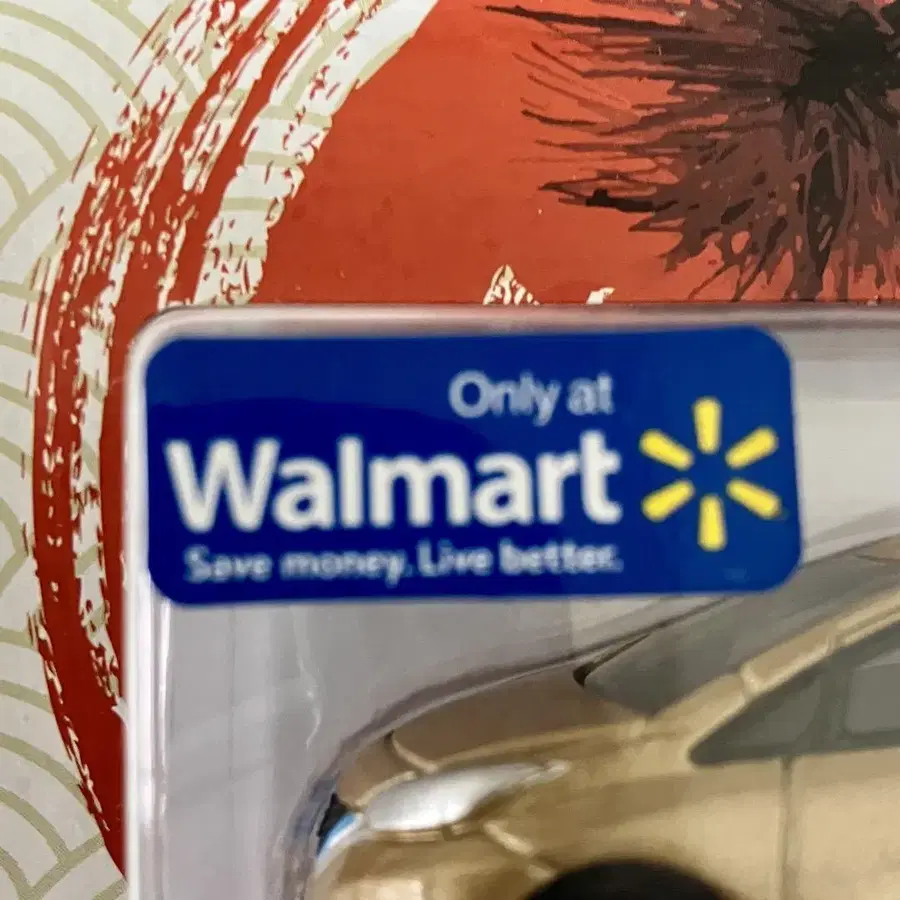 Only at
Walmart
Save money. Live better.